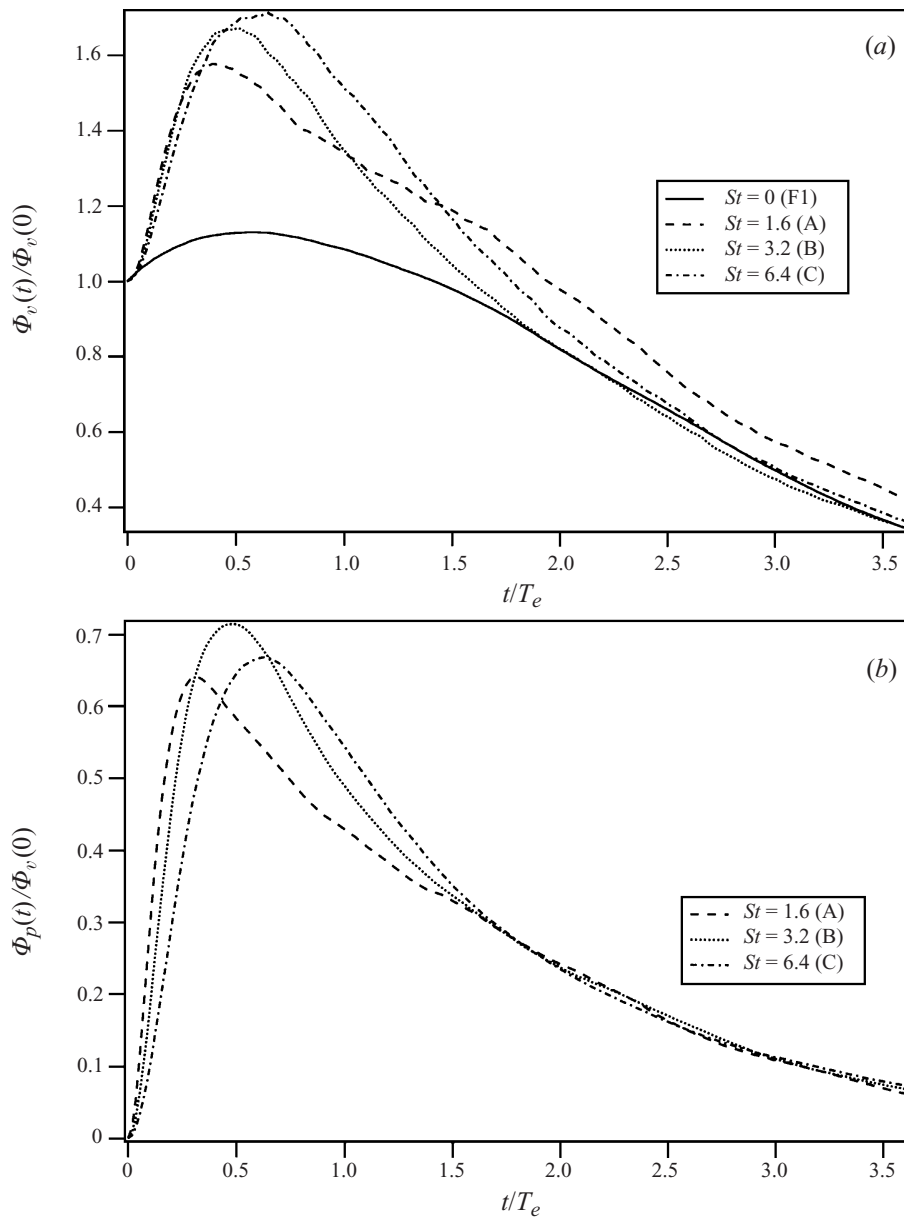 (a)
Φv(t)/Φv(0)
1.6
1.4
1.2
1.0
0.8
0.6
0.4
St = 0 (F1)
St = 1.6 (A)
St = 3.2 (B)
St = 6.4 (C)
0 0.5 1.0 1.5 2.0 2.5 3.0 3.5
t/Te
(b)
Φp(t)/Φv(0)
0.7
0.6
0.5
0.4
0.3
0.2
0.1
0
St = 1.6 (A)
St = 3.2 (B)
St = 6.4 (C)
0 0.5 1.0 1.5 2.0 2.5 3.0 3.5
t/Te